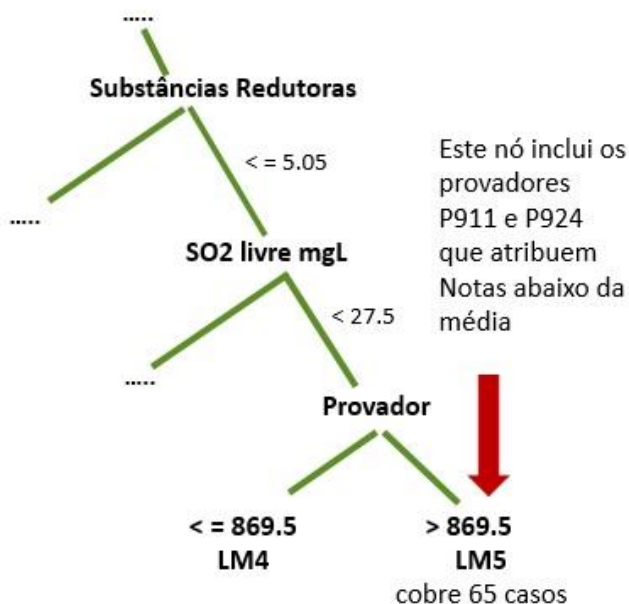 .....
Substâncias Redutoras
< = 5.05
.....
SO2 livre mgL
< 27.5
.....
Provador
Este nó inclui os
provadores
P911 e P924
que atribuem
Notas abaixo da
média
< = 869.5
LM4
> 869.5
LM5
cobre 65 casos